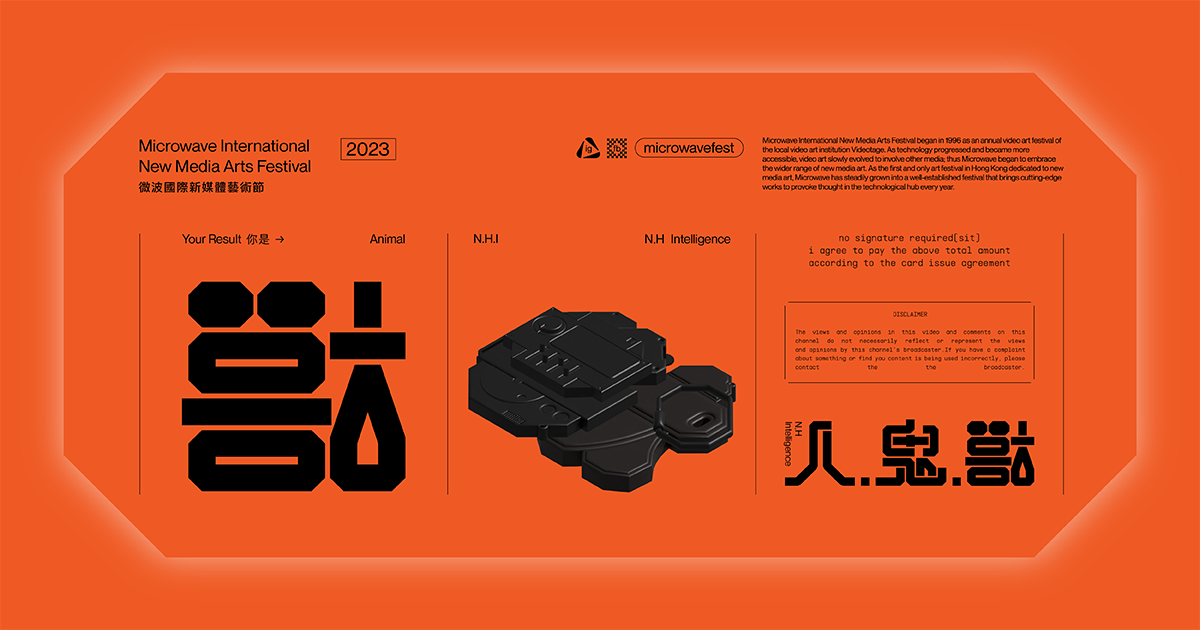 Microwave International
New Media Arts Festival
微波國際新媒體藝術節
2023
ig
fb
microwavefest
Microwave International New Media Arts Festival began in 1996 as an annual video art festival of
the local video art institution Videotage. As technology progressed and became more
accessible, video art slowly evolved to involve other media; thus Microwave began to embrace
the wider range of new media art. As the first and only art festival in Hong Kong dedicated to new
media art, Microwave has steadily grown into a well-established festival that brings cutting-edge
works to provoke thought in the technological hub every year.
Your Result 你是 → Animal
獸
N.H.I N.H Intelligence
no signature required[sit]
i agree to pay the above total amount
according to the card issue agreement
DISCLAIMER
The views and opinions in this video and comments on this
channel do not necessarily reflect or represent the views
and opinions by this channel's broadcaster.If you have a complaint
about something or find you content is being used incorrectly, please
contact the the broadcaster.
N.H
Intelligence
人.鬼.獸